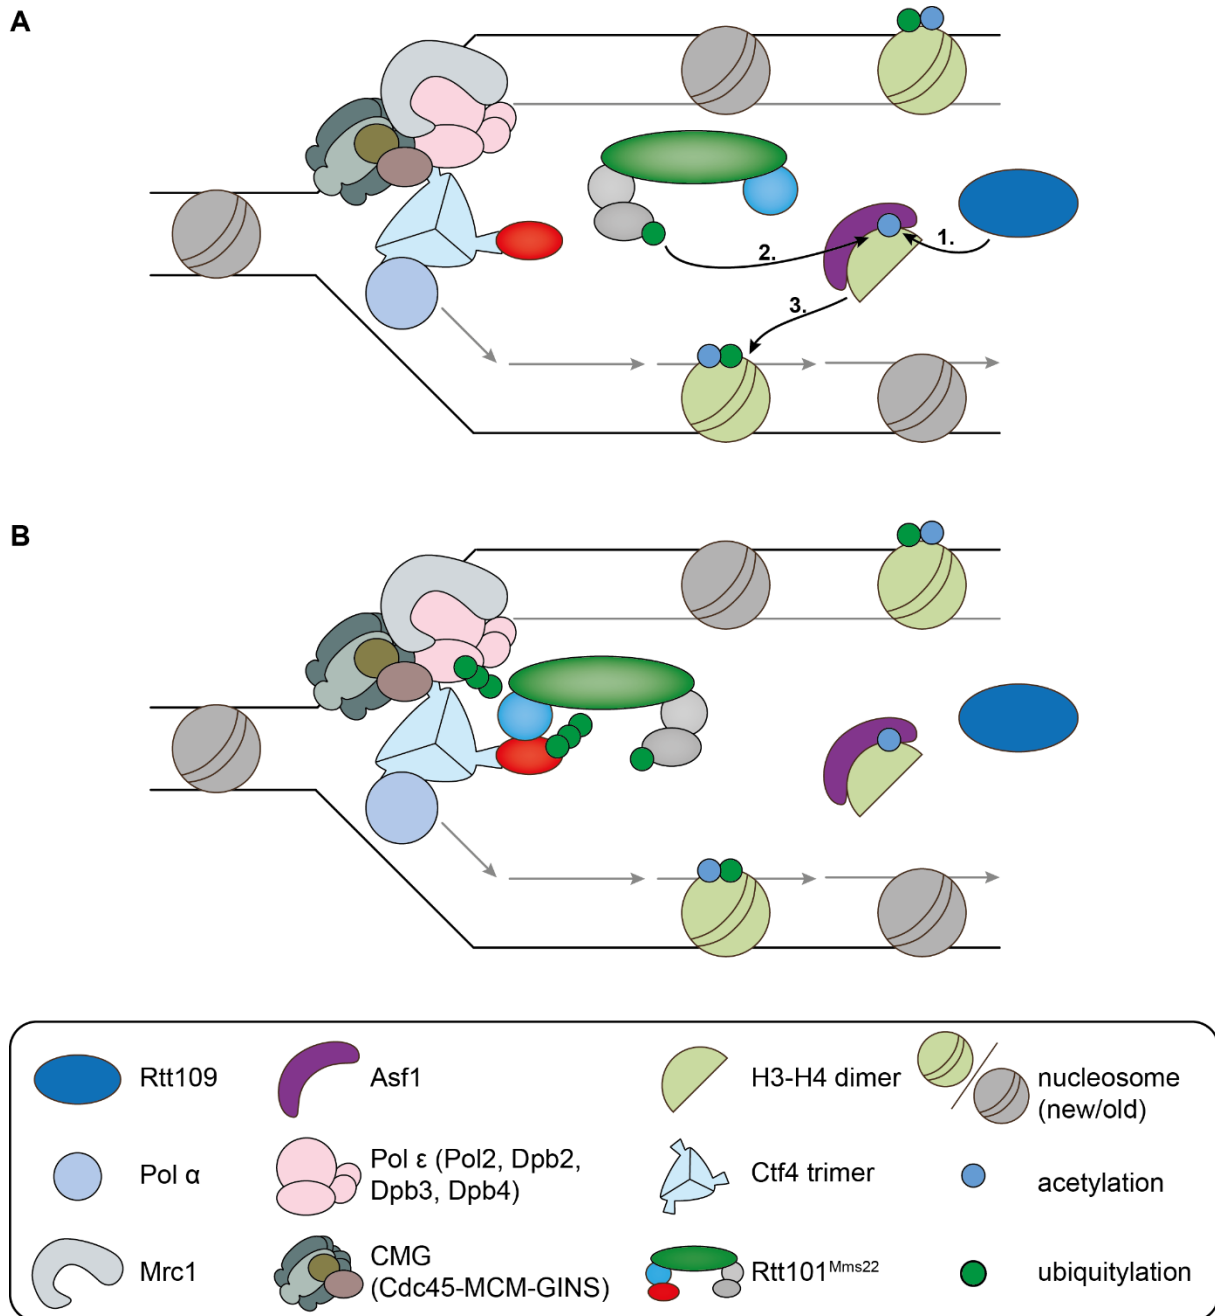 A
1.
2.
3.
B
Rtt109
Asf1
H3-H4 dimer
nucleosome
(new/old)
Pol α
Pol ε (Pol2, Dpb2,
Dpb3, Dpb4)
Ctf4 trimer
acetylation
Mrc1
CMG
(Cdc45-MCM-GINS)
Rtt101Mms22
ubiquitylation